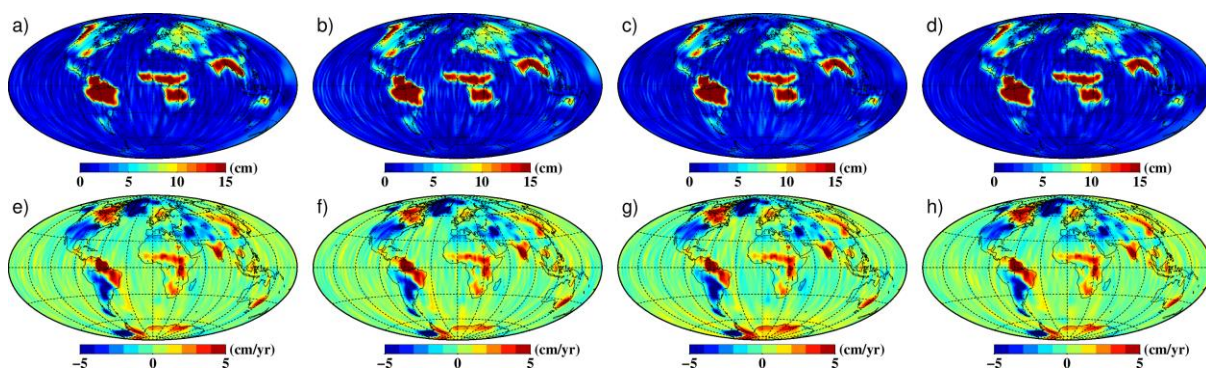 a) b) c) d)
0 5 10 15 (cm) 0 5 10 15 (cm) 0 5 10 15 (cm) 0 5 10 15 (cm)
e) f) g) h)
−5 0 5 (cm/yr) −5 0 5 (cm/yr) −5 0 5 (cm/yr) −5 0 5 (cm/yr)